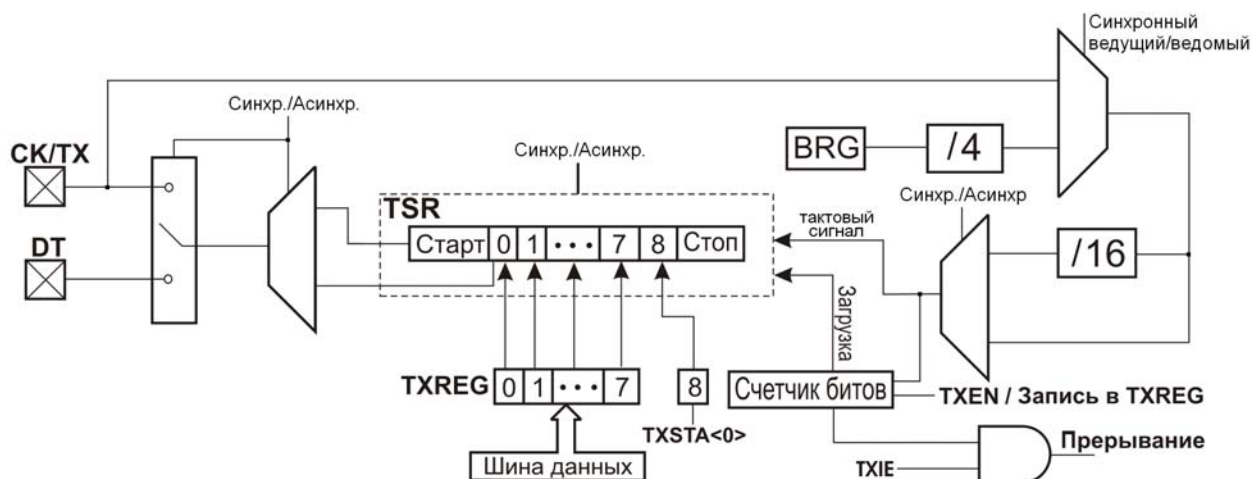 Синхронный
ведущий/ведомый
Синхр./Асинхр.
CK/TX
BRG
/4
Синхр./Асинхр.
TSR
Синхр./Асинхр
тактовый
сигнал
Старт 0 1 ••• 7 8 Стоп
DT
/16
Загрузка
TXREG 0 1 ••• 7
8
Счетчик битов
TXEN / Запись в TXREG
TXSTA<0>
Прерывание
Шина данных
TXIE